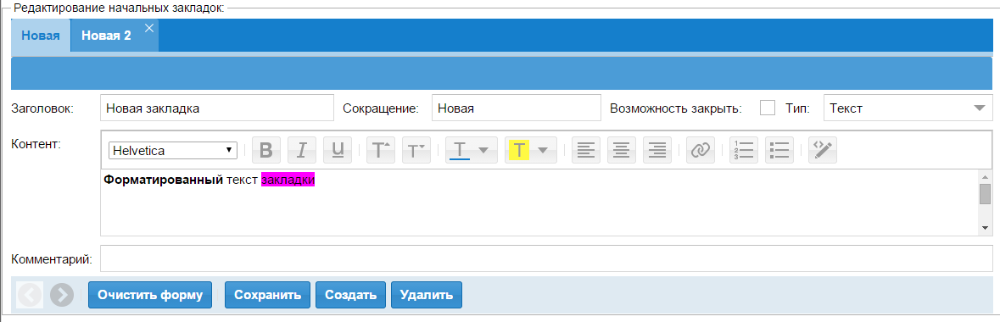 Редактирование начальных закладок:
Новая Новая 2
Заголовок: Новая закладка Сокращение: Новая Возможность закрыть: Тип: Текст
Контент: Helvetica B I U T T T T
Форматированный текст закладки
Комментарий:
Очистить форму Сохранить Создать Удалить